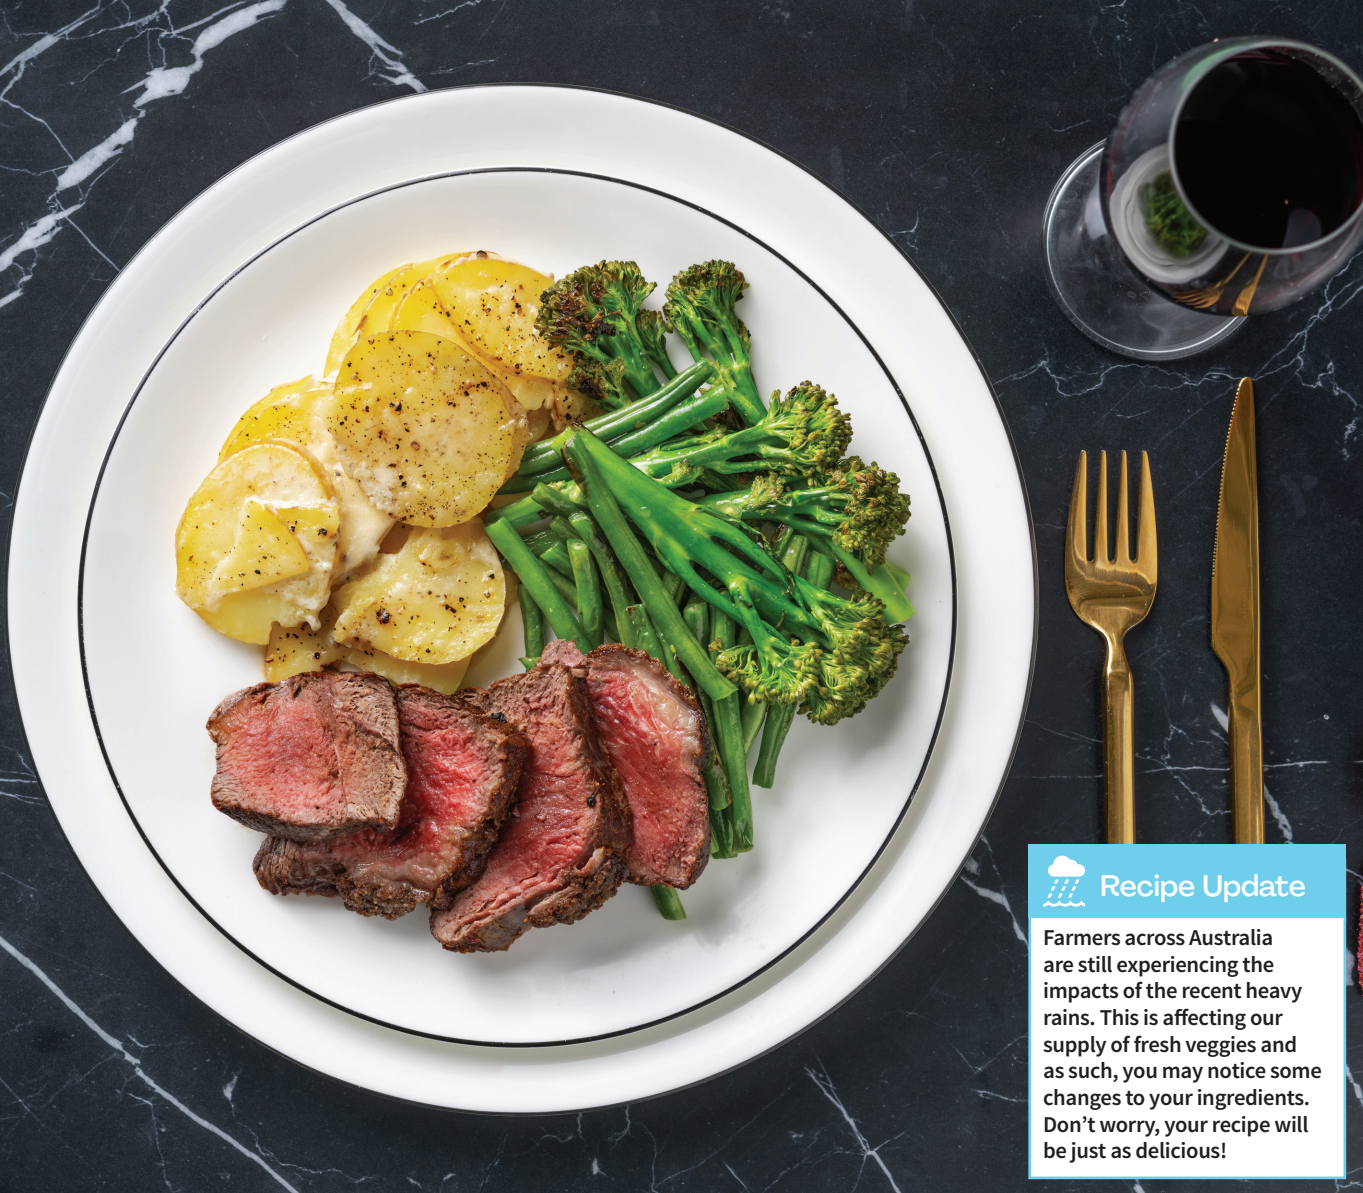 Recipe Update
Farmers across Australia
are still experiencing the
impacts of the recent heavy
rains. This is affecting our
supply of fresh veggies and
as such, you may notice some
changes to your ingredients.
Don’t worry, your recipe will
be just as delicious!